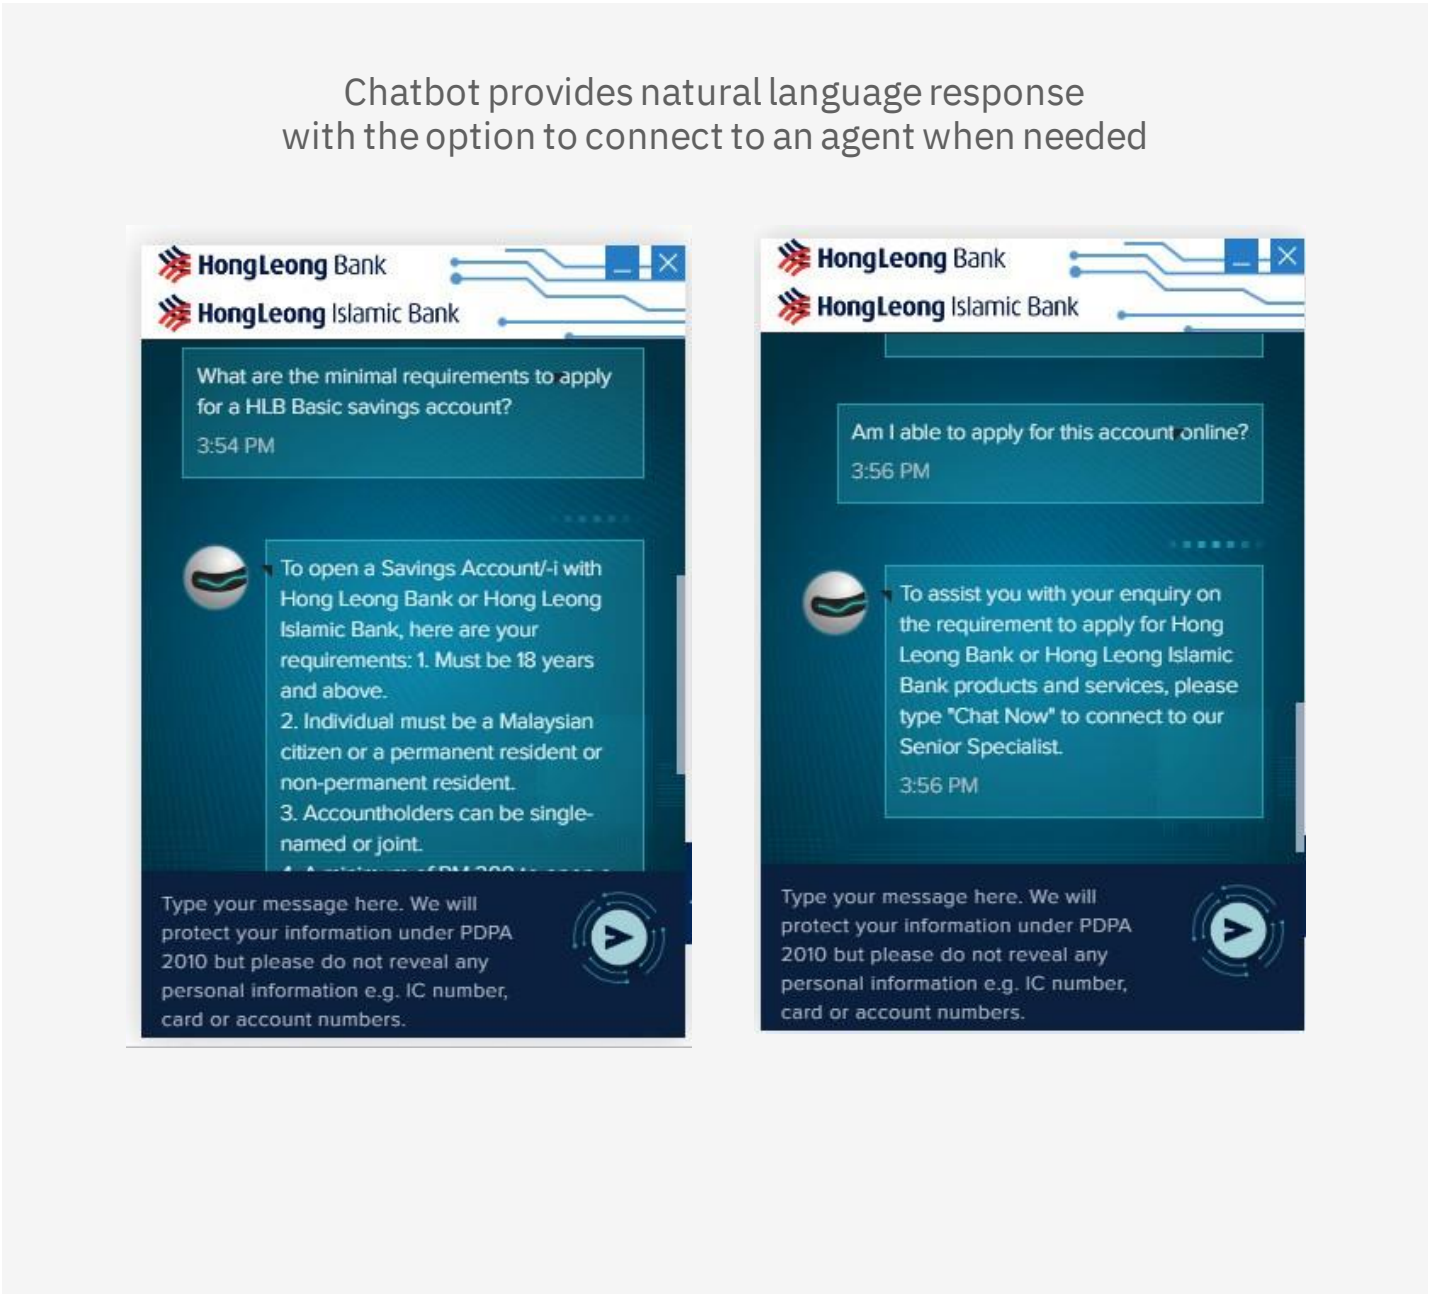 Chatbot provides natural language response
with the option to connect to an agent when needed
HongLeong Bank
HongLeong Islamic Bank
What are the minimal requirements to apply
for a HLB Basic savings account?
3:54 PM
To open a Savings Account/-i with
Hong Leong Bank or Hong Leong
Islamic Bank, here are your
requirements: 1. Must be 18 years
and above.
2. Individual must be a Malaysian
citizen or a permanent resident or
non-permanent resident.
3. Accountholders can be single-
named or joint.
Type your message here. We will
protect your information under PDPA
2010 but please do not reveal any
personal information e.g. IC number,
card or account numbers.
HongLeong Bank
HongLeong Islamic Bank
Am I able to apply for this account online?
3:56 PM
To assist you with your enquiry on
the requirement to apply for Hong
Leong Bank or Hong Leong Islamic
Bank products and services, please
type "Chat Now" to connect to our
Senior Specialist.
3:56 PM
Type your message here. We will
protect your information under PDPA
2010 but please do not reveal any
personal information e.g. IC number,
card or account numbers.